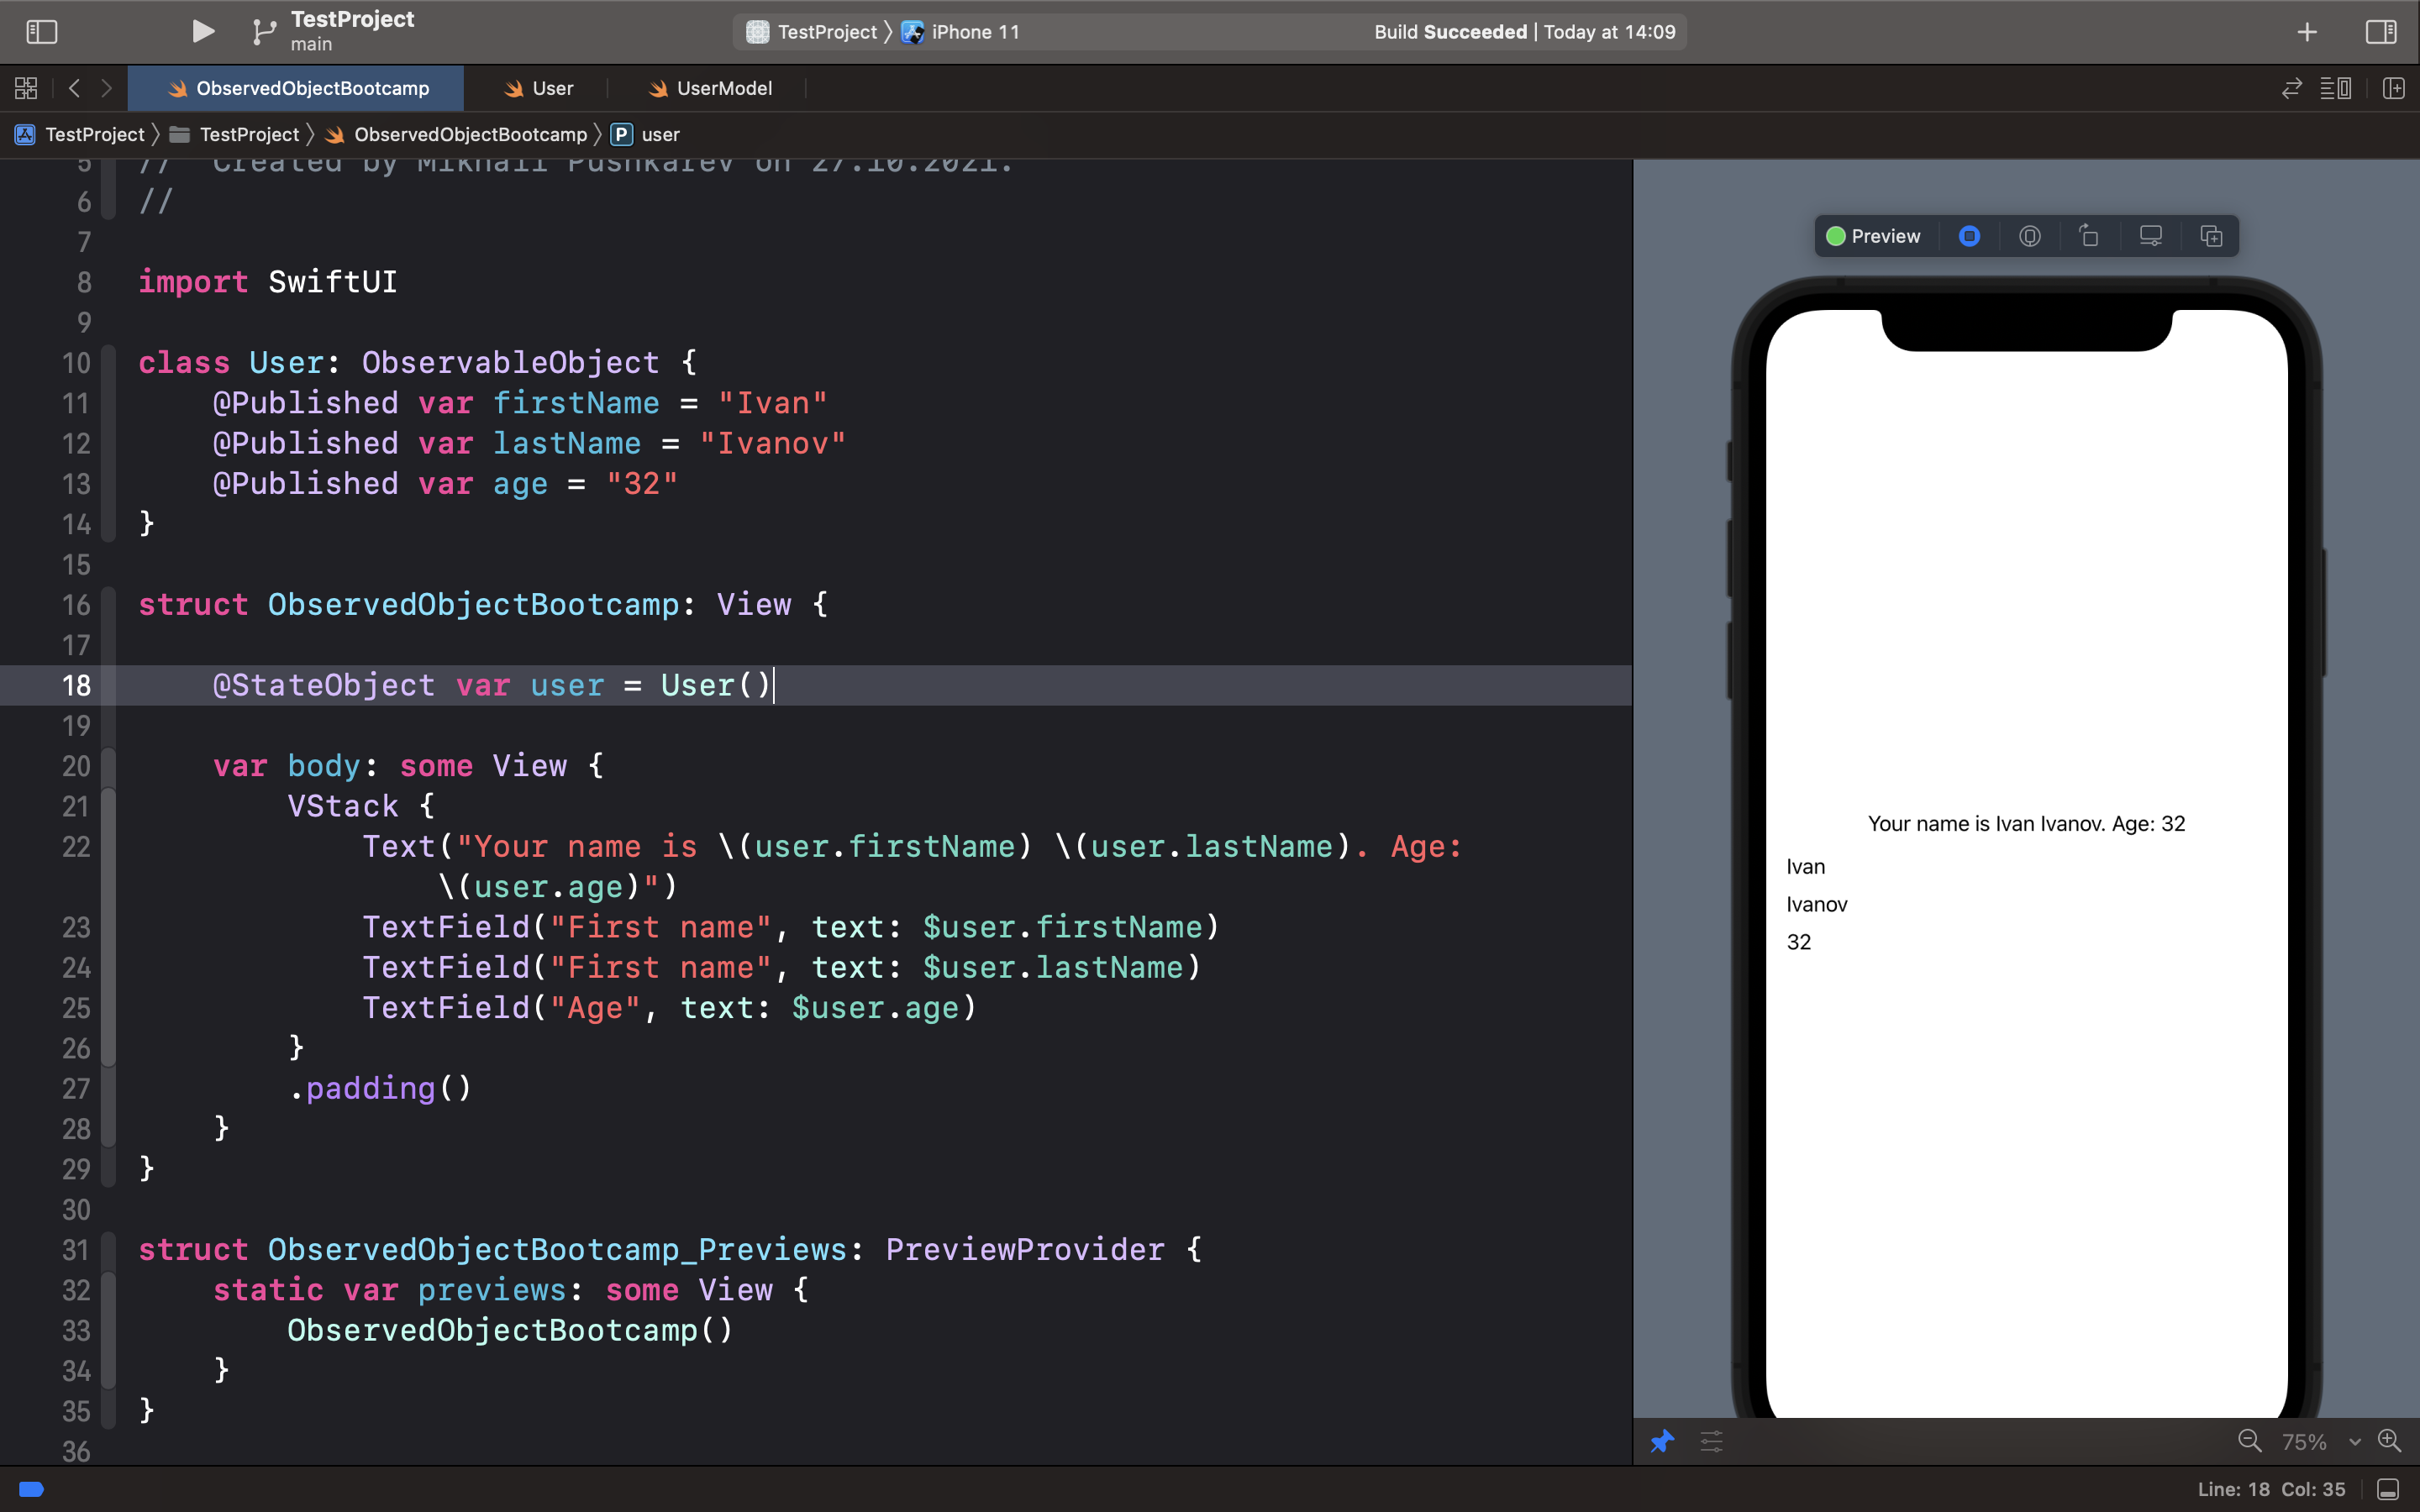 TestProject
main
TestProject 〉 iPhone 11
Build Succeeded | Today at 14:09
ObservedObjectBootcamp
User
UserModel
TestProject 〉 TestProject 〉 ObservedObjectBootcamp 〉 P user
5 //  Created by Mikhail Pushkarev on 27.10.2021.
6 //
7
8 import SwiftUI
9
10 class User: ObservableObject {
11     @Published var firstName = "Ivan"
12     @Published var lastName = "Ivanov"
13     @Published var age = "32"
14 }
15
16 struct ObservedObjectBootcamp: View {
17
18     @StateObject var user = User()
19
20     var body: some View {
21         VStack {
22             Text("Your name is \(user.firstName) \(user.lastName). Age:
\(user.age)")
23             TextField("First name", text: $user.firstName)
24             TextField("First name", text: $user.lastName)
25             TextField("Age", text: $user.age)
26         }
27         .padding()
28     }
29 }
30
31 struct ObservedObjectBootcamp_Previews: PreviewProvider {
32     static var previews: some View {
33         ObservedObjectBootcamp()
34     }
35 }
36
Preview
Your name is Ivan Ivanov. Age: 32
Ivan
Ivanov
32
75%
Line: 18  Col: 35